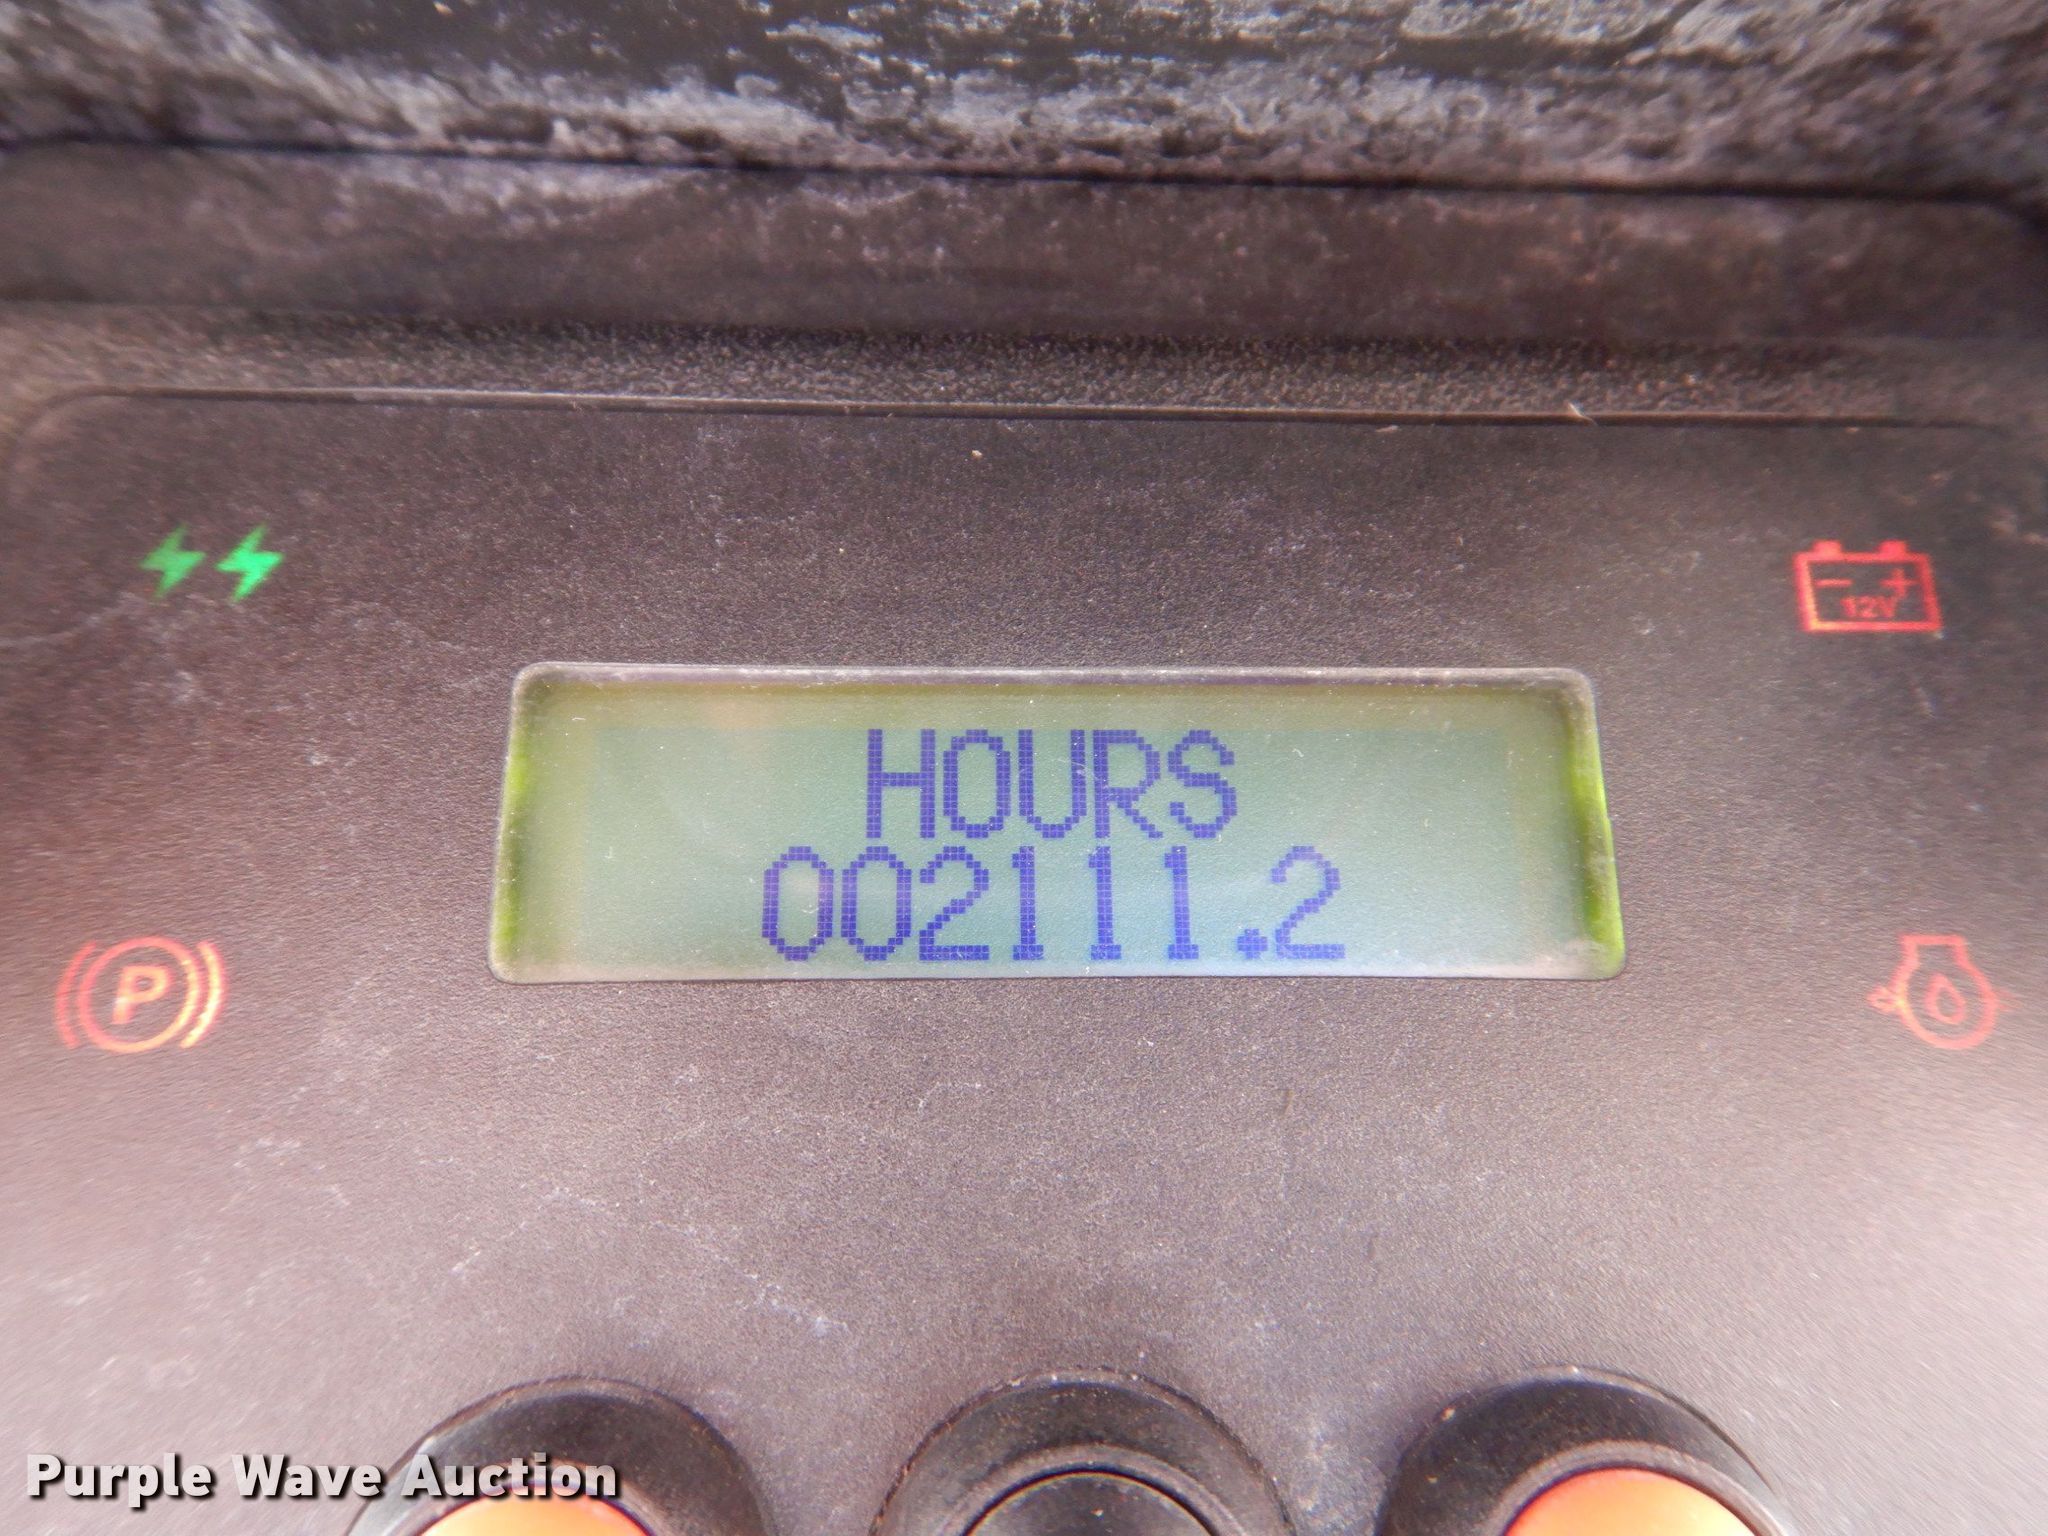 12V
HOURS
002111.2
P
Purple Wave Auction